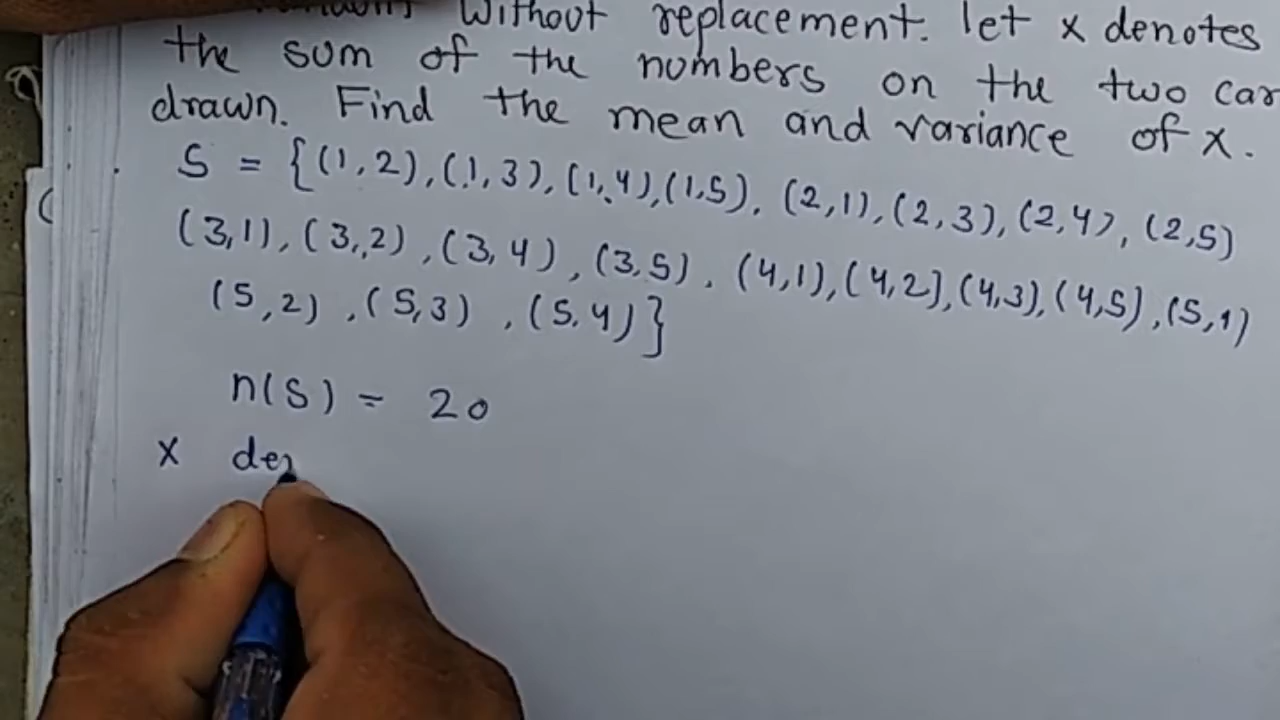 without replacement. let x denotes
the sum of the numbers on the two car
drawn. Find the mean and variance of x.
S = {(1,2), (1,3), (1,4), (1,5), (2,1), (2,3), (2,4), (2,5)
(3,1), (3,2), (3,4), (3,5), (4,1), (4,2), (4,3), (4,5), (5,1)
(5,2), (5,3), (5,4)}
n(S) = 20
x den